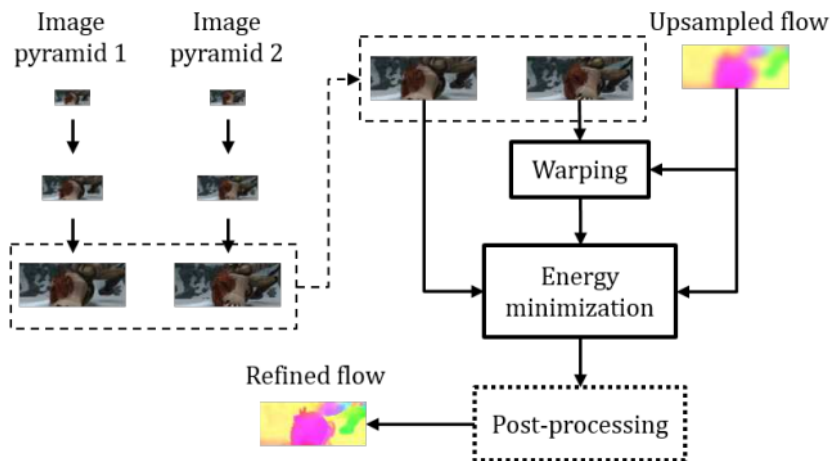 Image
pyramid 1
Image
pyramid 2
Upsampled flow
Warping
Energy
minimization
Refined flow
Post-processing